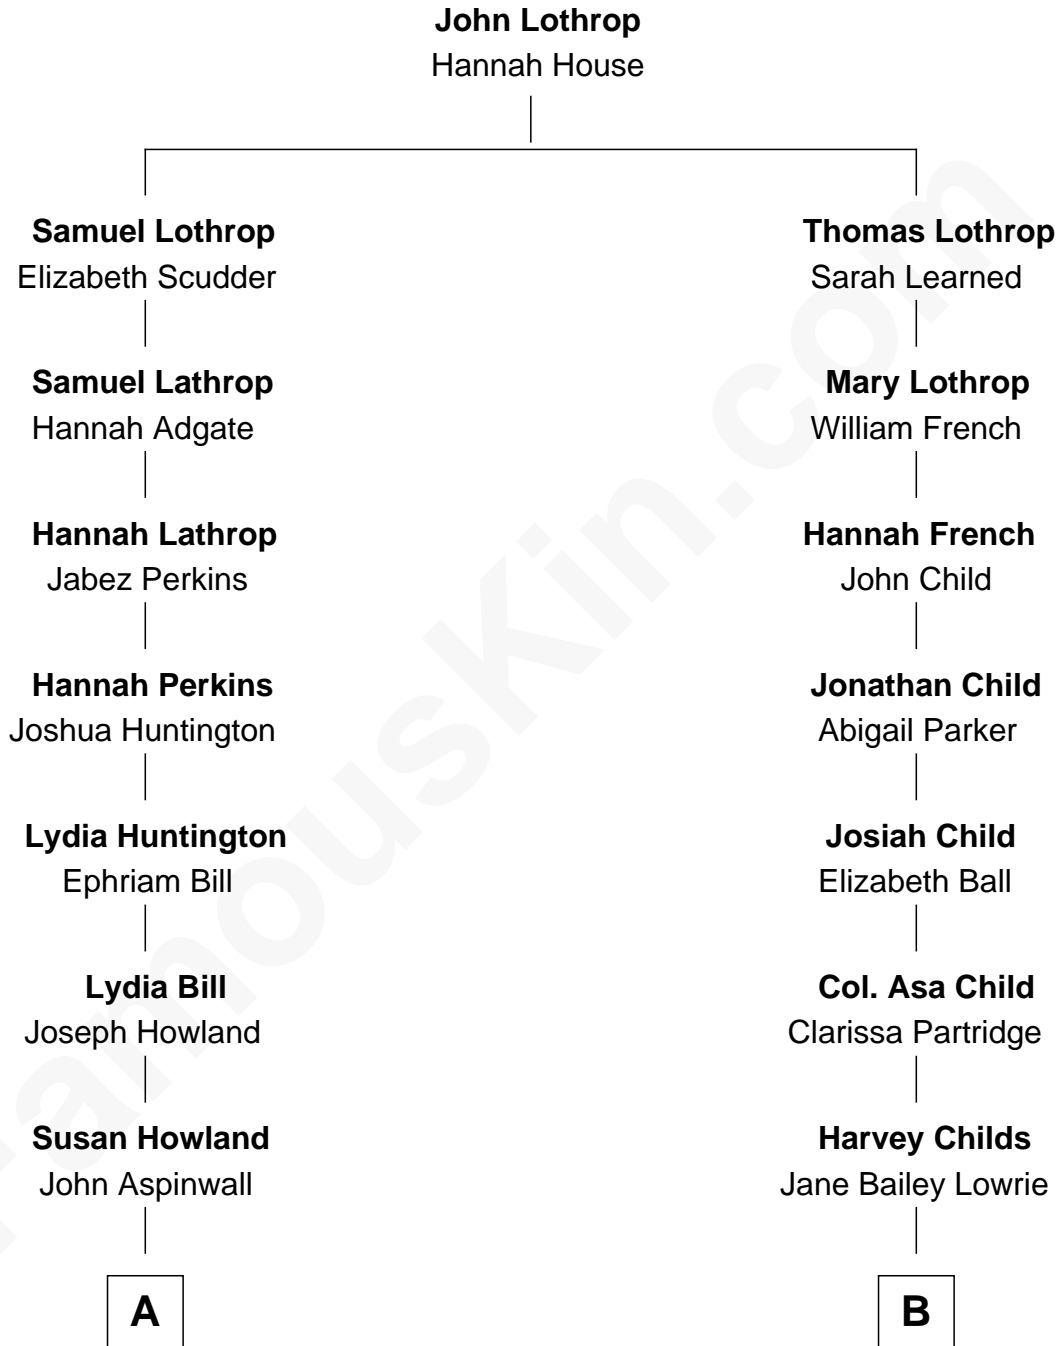 John Lothrop
Hannah House
Samuel Lothrop
Elizabeth Scudder
Thomas Lothrop
Sarah Learned
Samuel Lathrop
Hannah Adgate
Mary Lothrop
William French
Hannah Lathrop
Jabez Perkins
Hannah French
John Child
Hannah Perkins
Joshua Huntington
Jonathan Child
Abigail Parker
Lydia Huntington
Ephriam Bill
Josiah Child
Elizabeth Ball
Lydia Bill
Joseph Howland
Col. Asa Child
Clarissa Partridge
Susan Howland
John Aspinwall
Harvey Childs
Jane Bailey Lowrie
A
B
FamousKin.com